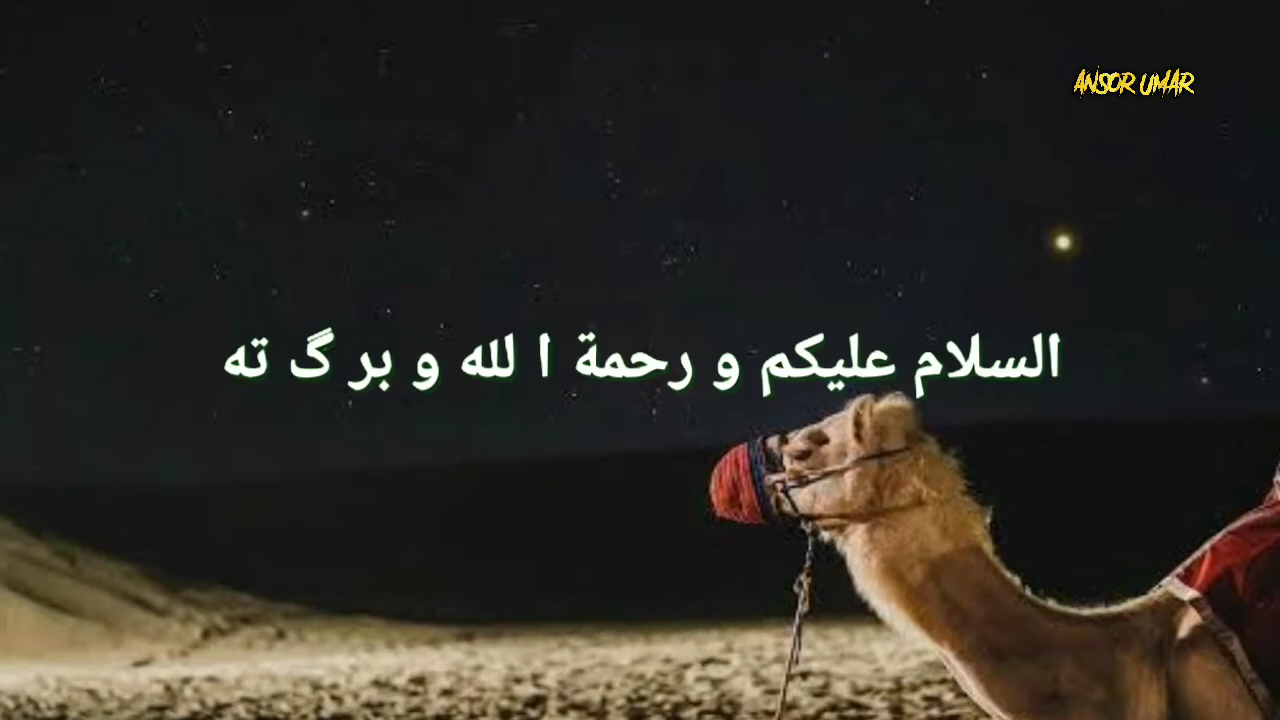 ANSOR UMAR
السلام عليكم و رحمة ا لله و بر گ ته